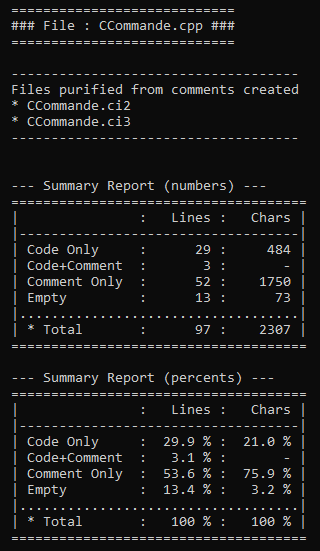 ============================
### File : CCommande.cpp ###
============================
------------------------------------
Files purified from comments created
* CCommande.ci2
* CCommande.ci3
------------------------------------
--- Summary Report (numbers) ---
=====================================
|               :   Lines :   Chars |
|-----------------------------------|
| Code Only     :      29 :     484 |
| Code+Comment  :       3 :       - |
| Comment Only  :      52 :    1750 |
| Empty         :      13 :      73 |
|...................................|
| * Total       :      97 :    2307 |
=====================================
--- Summary Report (percents) ---
=====================================
|               :   Lines :   Chars |
|-----------------------------------|
| Code Only     :  29.9 % :  21.0 % |
| Code+Comment  :   3.1 % :       - |
| Comment Only  :  53.6 % :  75.9 % |
| Empty         :  13.4 % :   3.2 % |
|...................................|
| * Total       :   100 % :   100 % |
=====================================